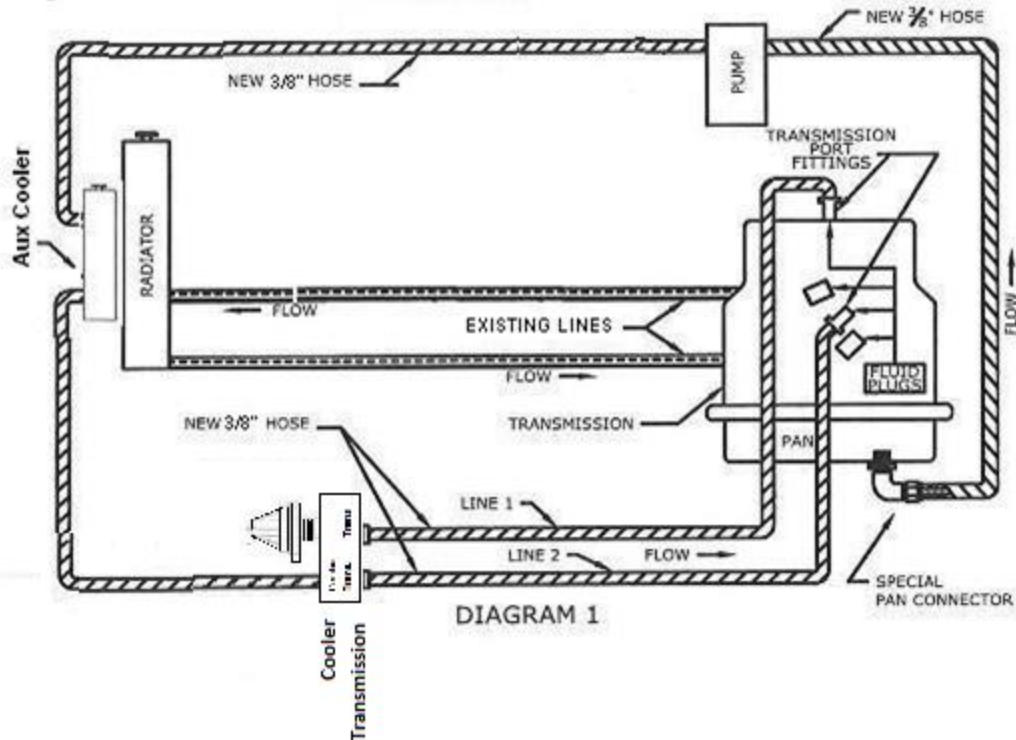 NEW 3/8" HOSE
NEW 3/8" HOSE
PUMP
TRANSMISSION
PORT
FITTINGS
Aux Cooler
RADIATOR
FLOW
EXISTING LINES
FLOW
FLOW
FLUID
PLUGS
TRANSMISSION
PAN
NEW 3/8" HOSE
LINE 1
LINE 2
FLOW
SPECIAL
PAN CONNECTOR
Trans
DIAGRAM 1
Cooler
Transmission